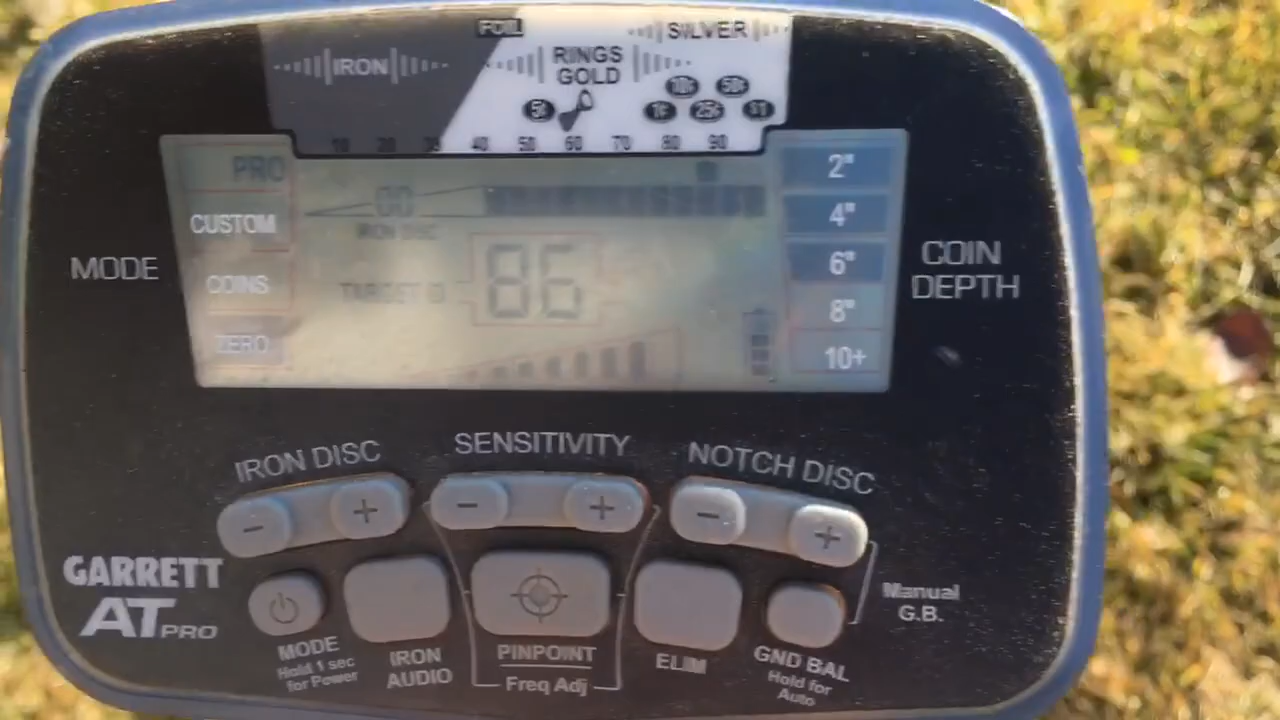 FOIL
SILVER
IRON
RINGS
GOLD
10¢ 50¢
5¢ 1¢ 25¢ $1
10 20 30 40 50 60 70 80 90
PRO
00
IRON DISC
CUSTOM
COINS
ZERO
TARGET ID
86
2"
4"
6"
8"
10+
MODE
COIN
DEPTH
IRON DISC
SENSITIVITY
NOTCH DISC
- + - + - +
GARRETT
AT PRO
MODE
Hold 1 sec
for Power
IRON
AUDIO
PINPOINT
Freq Adj
ELIM
GND BAL
Hold for
Auto
Manual
G.B.